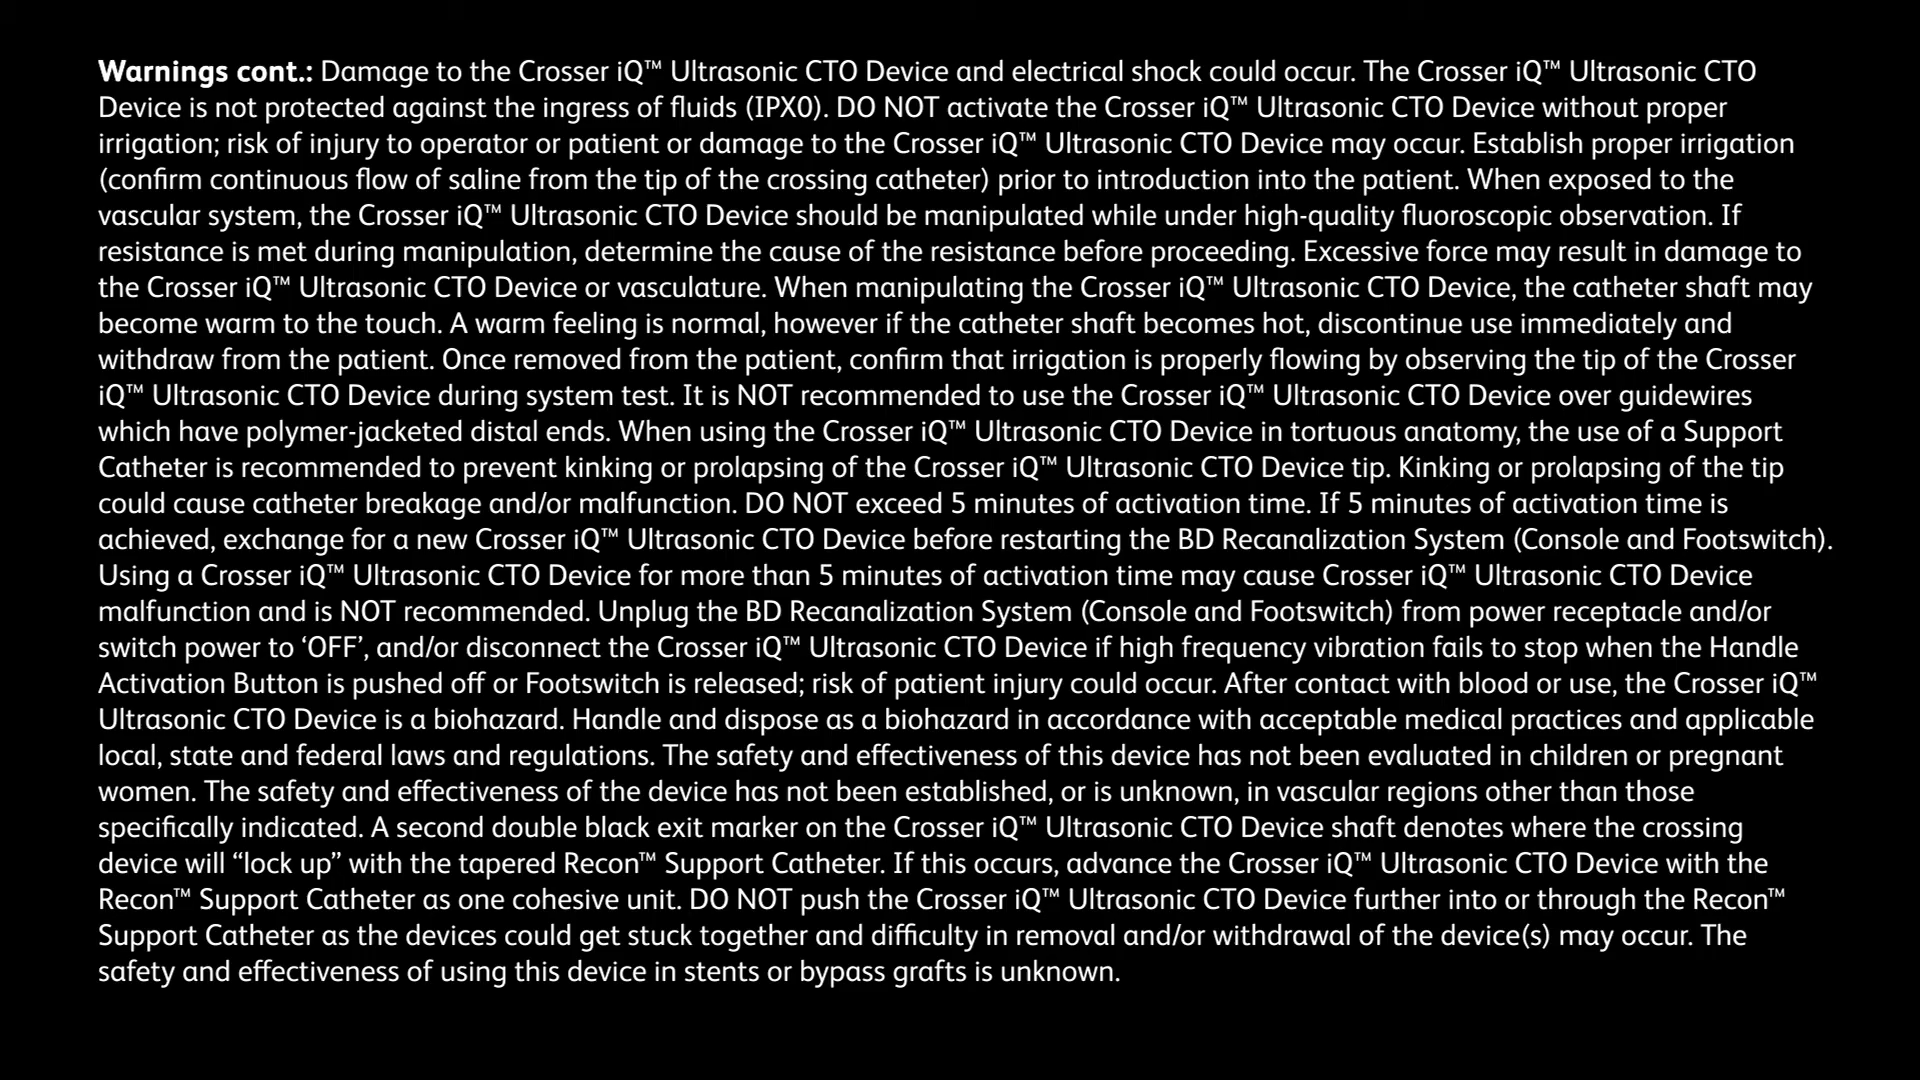 Warnings cont.: Damage to the Crosser iQ™ Ultrasonic CTO Device and electrical shock could occur. The Crosser iQ™ Ultrasonic CTO
Device is not protected against the ingress of fluids (IPX0). DO NOT activate the Crosser iQ™ Ultrasonic CTO Device without proper
irrigation; risk of injury to operator or patient or damage to the Crosser iQ™ Ultrasonic CTO Device may occur. Establish proper irrigation
(confirm continuous flow of saline from the tip of the crossing catheter) prior to introduction into the patient. When exposed to the
vascular system, the Crosser iQ™ Ultrasonic CTO Device should be manipulated while under high-quality fluoroscopic observation. If
resistance is met during manipulation, determine the cause of the resistance before proceeding. Excessive force may result in damage to
the Crosser iQ™ Ultrasonic CTO Device or vasculature. When manipulating the Crosser iQ™ Ultrasonic CTO Device, the catheter shaft may
become warm to the touch. A warm feeling is normal, however if the catheter shaft becomes hot, discontinue use immediately and
withdraw from the patient. Once removed from the patient, confirm that irrigation is properly flowing by observing the tip of the Crosser
iQ™ Ultrasonic CTO Device during system test. It is NOT recommended to use the Crosser iQ™ Ultrasonic CTO Device over guidewires
which have polymer-jacketed distal ends. When using the Crosser iQ™ Ultrasonic CTO Device in tortuous anatomy, the use of a Support
Catheter is recommended to prevent kinking or prolapsing of the Crosser iQ™ Ultrasonic CTO Device tip. Kinking or prolapsing of the tip
could cause catheter breakage and/or malfunction. DO NOT exceed 5 minutes of activation time. If 5 minutes of activation time is
achieved, exchange for a new Crosser iQ™ Ultrasonic CTO Device before restarting the BD Recanalization System (Console and Footswitch).
Using a Crosser iQ™ Ultrasonic CTO Device for more than 5 minutes of activation time may cause Crosser iQ™ Ultrasonic CTO Device
malfunction and is NOT recommended. Unplug the BD Recanalization System (Console and Footswitch) from power receptacle and/or
switch power to ‘OFF’, and/or disconnect the Crosser iQ™ Ultrasonic CTO Device if high frequency vibration fails to stop when the Handle
Activation Button is pushed off or Footswitch is released; risk of patient injury could occur. After contact with blood or use, the Crosser iQ™
Ultrasonic CTO Device is a biohazard. Handle and dispose as a biohazard in accordance with acceptable medical practices and applicable
local, state and federal laws and regulations. The safety and effectiveness of this device has not been evaluated in children or pregnant
women. The safety and effectiveness of the device has not been established, or is unknown, in vascular regions other than those
specifically indicated. A second double black exit marker on the Crosser iQ™ Ultrasonic CTO Device shaft denotes where the crossing
device will “lock up” with the tapered Recon™ Support Catheter. If this occurs, advance the Crosser iQ™ Ultrasonic CTO Device with the
Recon™ Support Catheter as one cohesive unit. DO NOT push the Crosser iQ™ Ultrasonic CTO Device further into or through the Recon™
Support Catheter as the devices could get stuck together and difficulty in removal and/or withdrawal of the device(s) may occur. The
safety and effectiveness of using this device in stents or bypass grafts is unknown.